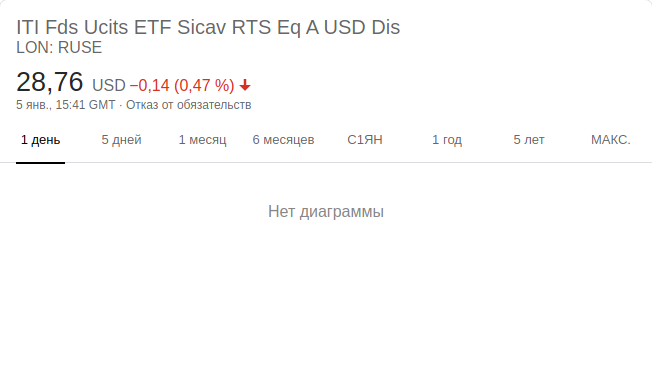 ITI Fds Ucits ETF Sicav RTS Eq A USD Dis
LON: RUSE
28,76 USD −0,14 (0,47 %)
5 янв., 15:41 GMT · Отказ от обязательств
1 день 5 дней 1 месяц 6 месяцев С1ЯН 1 год 5 лет МАКС.
Нет диаграммы